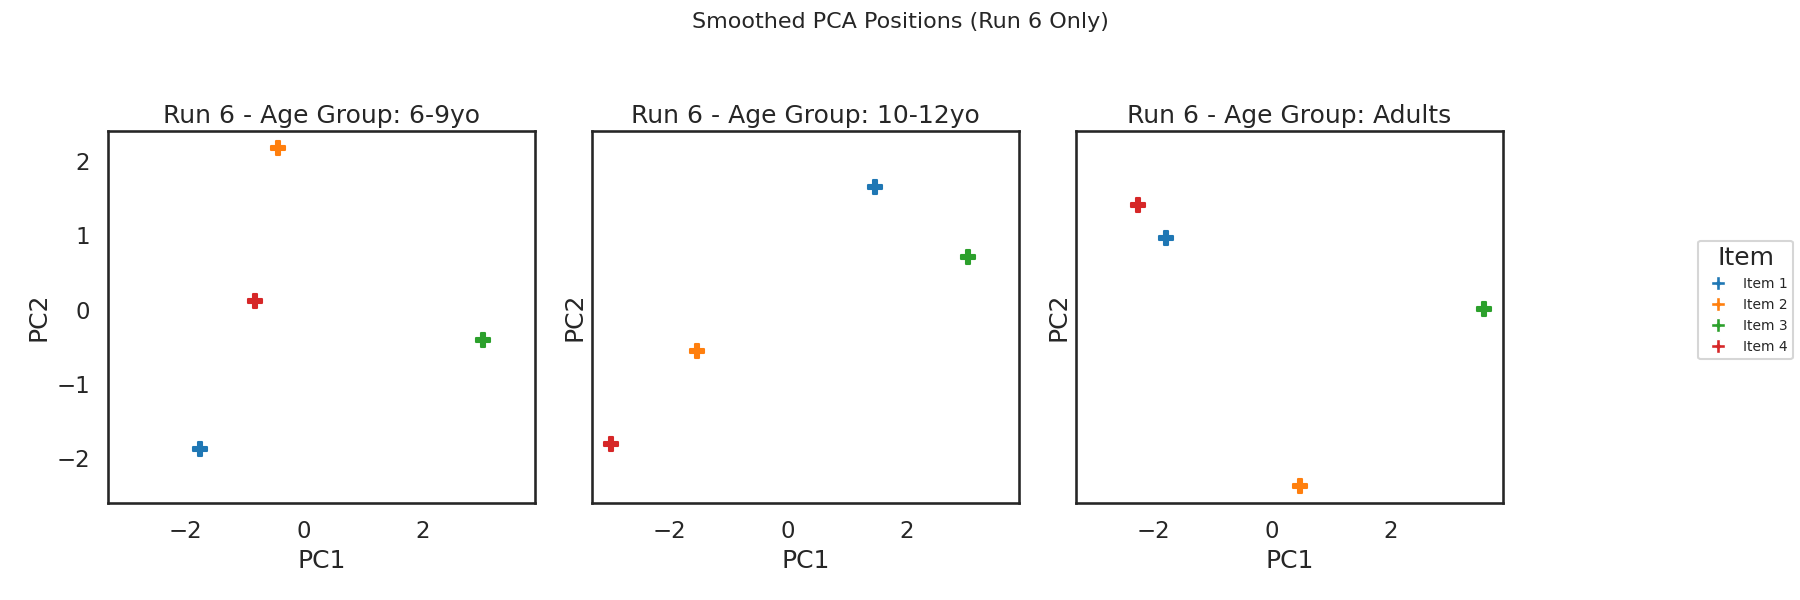 Smoothed PCA Positions (Run 6 Only)
Run 6 - Age Group: 6-9yo
2
1
0
−1
−2
PC2
−2 0 2
PC1
Run 6 - Age Group: 10-12yo
PC2
−2 0 2
PC1
Run 6 - Age Group: Adults
PC2
−2 0 2
PC1
Item
Item 1
Item 2
Item 3
Item 4